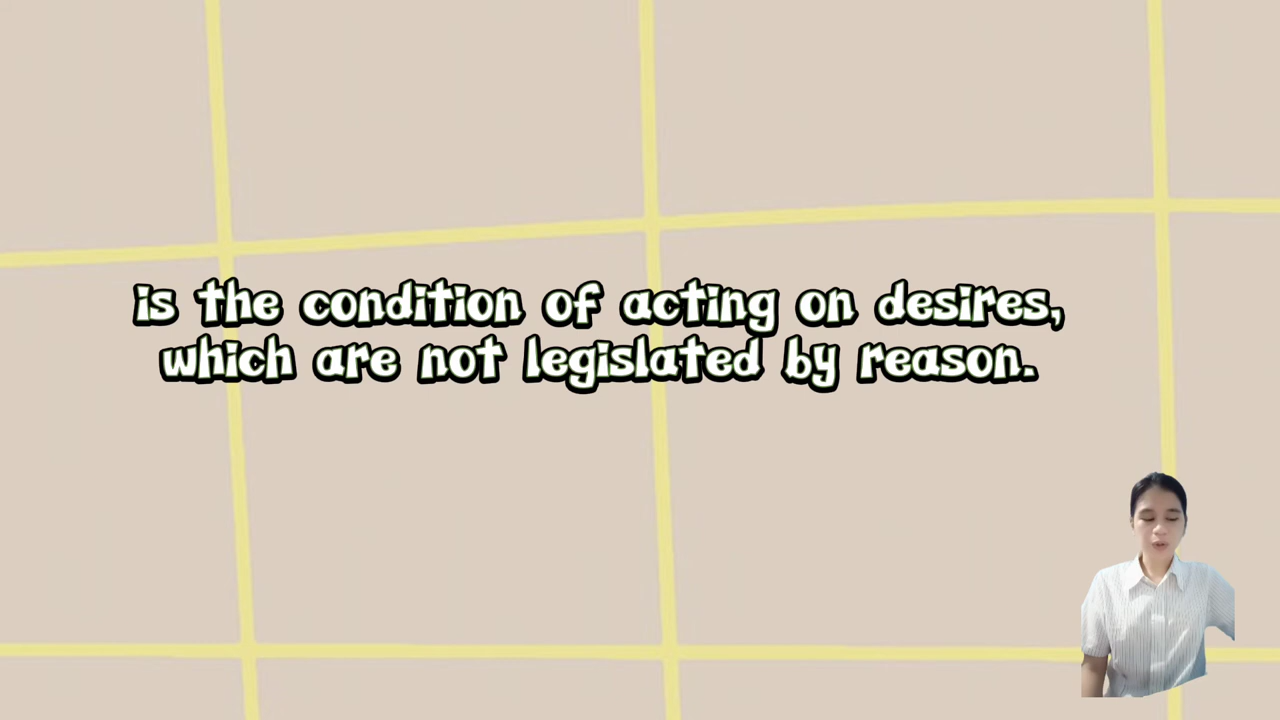 is the condition of acting on desires,
which are not legislated by reason.